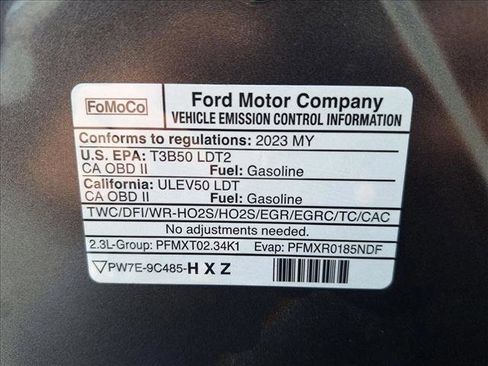 FoMoCo
Ford Motor Company
VEHICLE EMISSION CONTROL INFORMATION
Conforms to regulations: 2023 MY
U.S. EPA: T3B50 LDT2
CA OBD II Fuel: Gasoline
California: ULEV50 LDT
CA OBD II Fuel: Gasoline
TWC/DFI/WR-HO2S/HO2S/EGR/EGRC/TC/CAC
No adjustments needed.
2.3L-Group: PFMXT02.34K1 Evap: PFMXR0185NDF
PW7E-9C485-HXZ